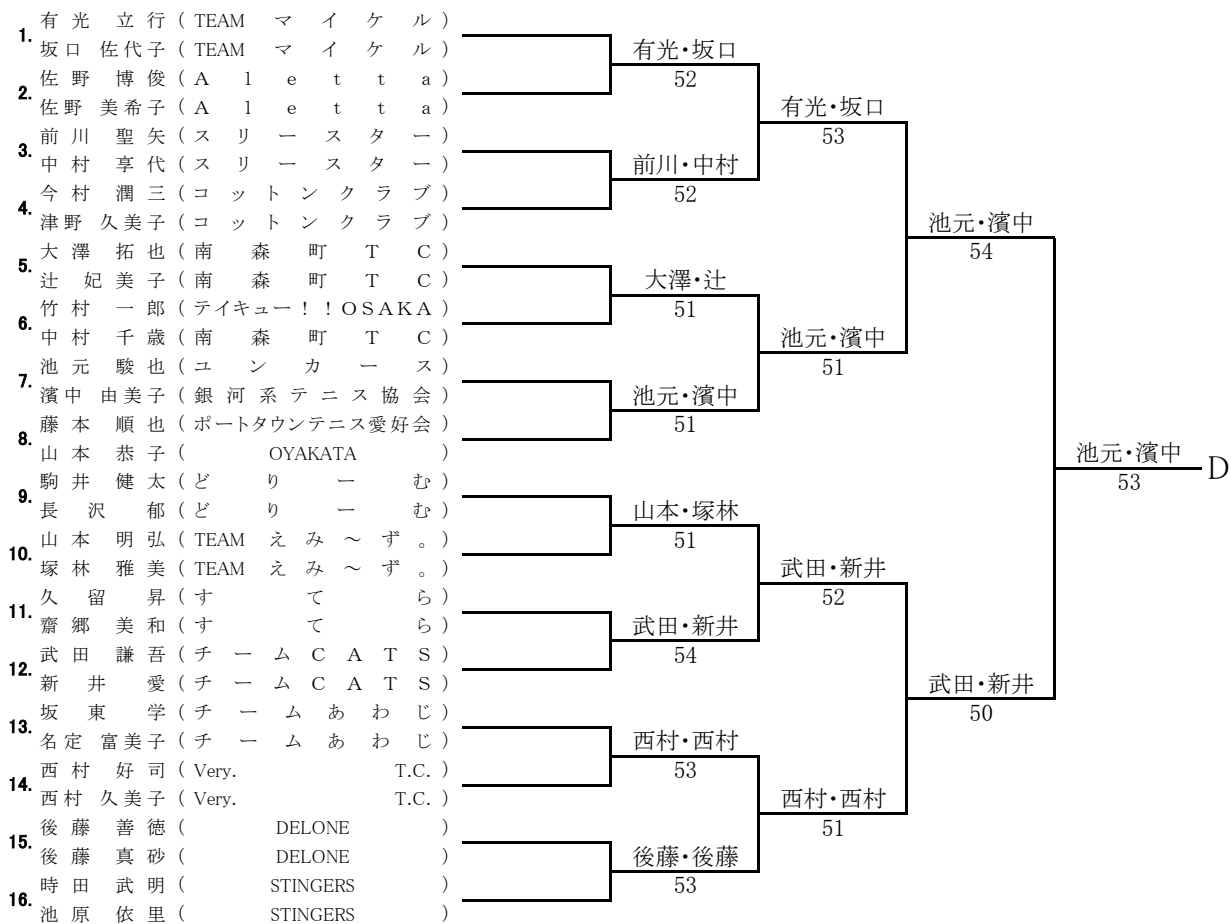 1.
有光 立行 ( TEAM マイケル )
坂口 佐代子 ( TEAM マイケル )
2.
佐野 博俊 ( Aletta )
佐野 美希子 ( Aletta )
3.
前川 聖矢 ( スリースター )
中村 享代 ( スリースター )
4.
今村 潤三 ( コットンクラブ )
津野 久美子 ( コットンクラブ )
5.
大澤 拓也 ( 南森町TC )
辻 妃美子 ( 南森町TC )
6.
竹村 一郎 ( テイキュー!!OSAKA )
中村 千歳 ( 南森町TC )
7.
池元 駿也 ( ユンカース )
濱中 由美子 ( 銀河系テニス協会 )
8.
藤本 順也 ( ポートタウンテニス愛好会 )
山本 恭子 ( OYAKATA )
9.
駒井 健太 ( どりーむ )
長沢 郁 ( どりーむ )
10.
山本 明弘 ( TEAM えみ~ず。 )
塚林 雅美 ( TEAM えみ~ず。 )
11.
久留 昇 ( すてら )
齋郷 美和 ( すてら )
12.
武田 謙吾 ( チームCATS )
新井 愛 ( チームCATS )
13.
坂東 学 ( チームあわじ )
名定 富美子 ( チームあわじ )
14.
西村 好司 ( Very. T.C. )
西村 久美子 ( Very. T.C. )
15.
後藤 善徳 ( DELONE )
後藤 真砂 ( DELONE )
16.
時田 武明 ( STINGERS )
池原 依里 ( STINGERS )
有光・坂口
52
前川・中村
52
大澤・辻
51
池元・濱中
51
山本・塚林
51
武田・新井
54
西村・西村
53
後藤・後藤
53
有光・坂口
53
池元・濱中
51
武田・新井
52
西村・西村
51
池元・濱中
54
武田・新井
50
池元・濱中
53
D